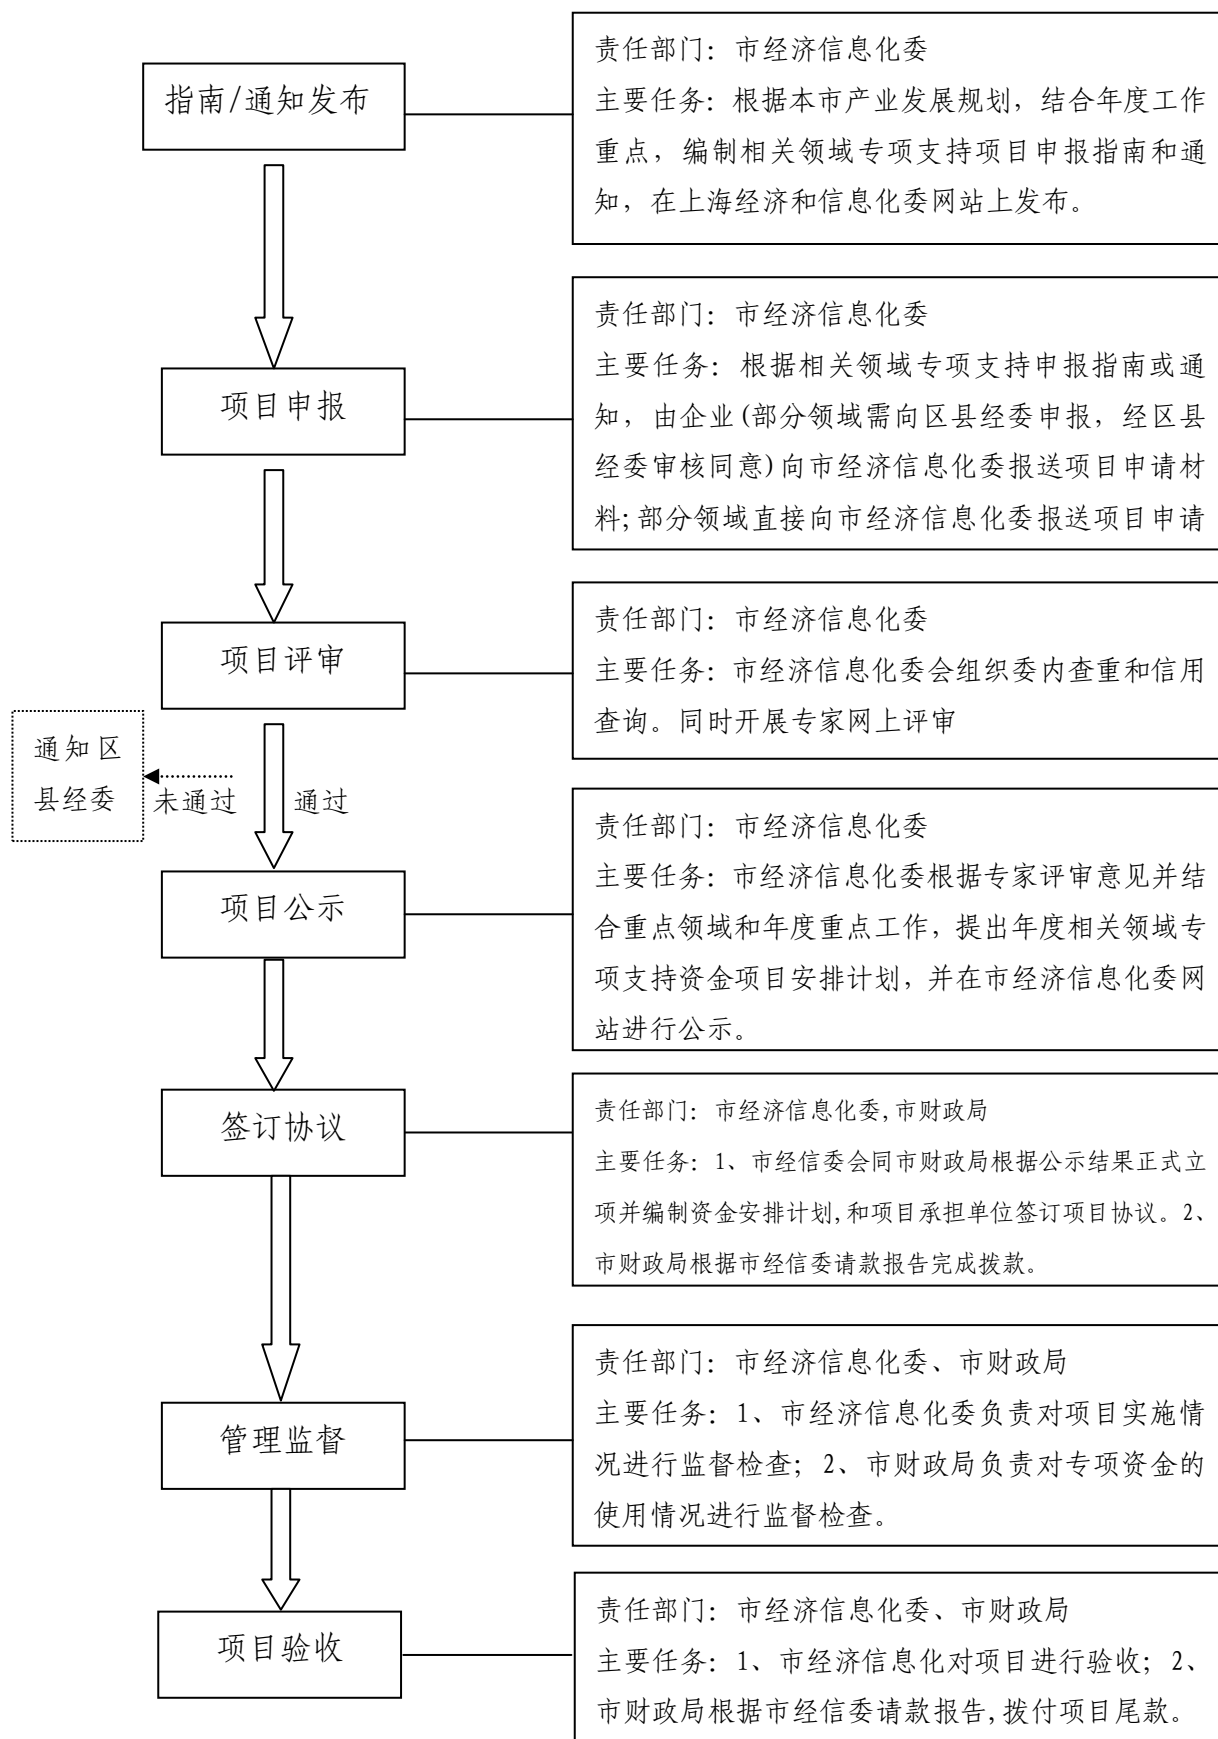 指南/通知发布
责任部门：市经济信息化委
主要任务：根据本市产业发展规划，结合年度工作
重点，编制相关领域专项支持项目申报指南和通
知，在上海经济和信息化委网站上发布。
项目申报
责任部门：市经济信息化委
主要任务：根据相关领域专项支持申报指南或通
知，由企业(部分领域需向区县经委申报，经区县
经委审核同意)向市经济信息化委报送项目申请材
料;部分领域直接向市经济信息化委报送项目申请
项目评审
责任部门：市经济信息化委
主要任务：市经济信息化委会组织委内查重和信用
查询。同时开展专家网上评审
通知区
县经委
未通过
通过
项目公示
责任部门：市经济信息化委
主要任务：市经济信息化委根据专家评审意见并结
合重点领域和年度重点工作，提出年度相关领域专
项支持资金项目安排计划，并在市经济信息化委网
站进行公示。
签订协议
责任部门：市经济信息化委,市财政局
主要任务：1、市经信委会同市财政局根据公示结果正式立
项并编制资金安排计划,和项目承担单位签订项目协议。2、
市财政局根据市经信委请款报告完成拨款。
管理监督
责任部门：市经济信息化委、市财政局
主要任务：1、市经济信息化委负责对项目实施情
况进行监督检查；2、市财政局负责对专项资金的
使用情况进行监督检查。
项目验收
责任部门：市经济信息化委、市财政局
主要任务：1、市经济信息化对项目进行验收；2、
市财政局根据市经信委请款报告,拨付项目尾款。